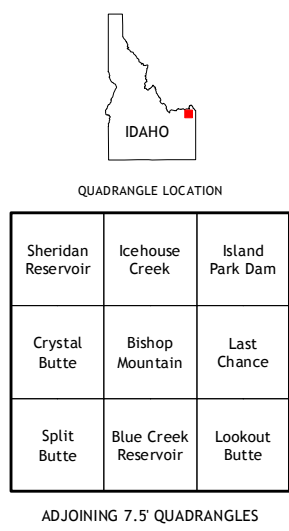 IDAHO
QUADRANGLE LOCATION
Sheridan
Reservoir
Icehouse
Creek
Island
Park Dam
Crystal
Butte
Bishop
Mountain
Last
Chance
Split
Butte
Blue Creek
Reservoir
Lookout
Butte
ADJOINING 7.5' QUADRANGLES